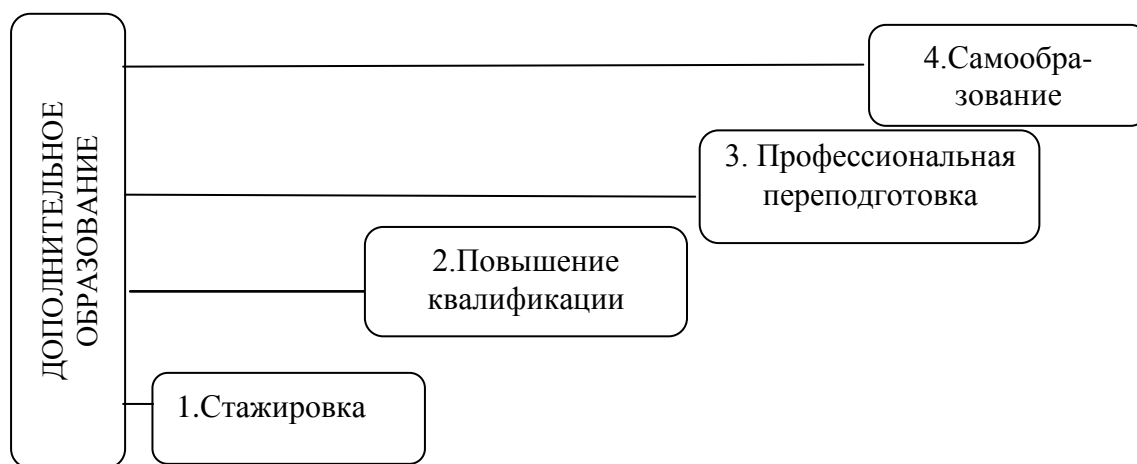 ДОПОЛНИТЕЛЬНОЕ
ОБРАЗОВАНИЕ
4.Самообра-
зование
3. Профессиональная
переподготовка
2.Повышение
квалификации
1.Стажировка